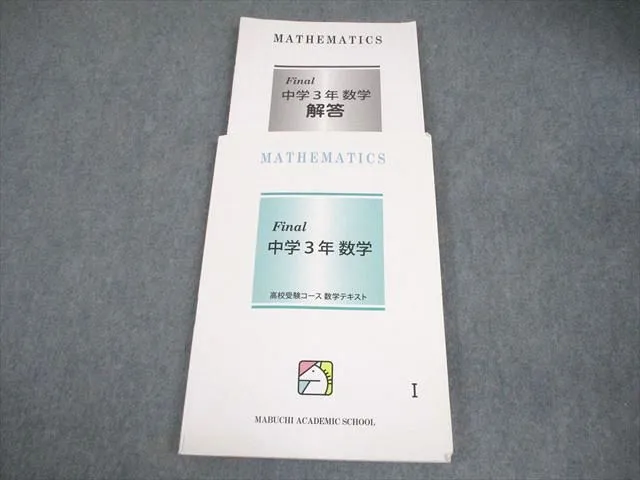 MATHEMATICS
Final
中学3年 数学
解答
MATHEMATICS
Final
中学3年 数学
高校受験コース 数学テキスト
I
MABUCHI ACADEMIC SCHOOL